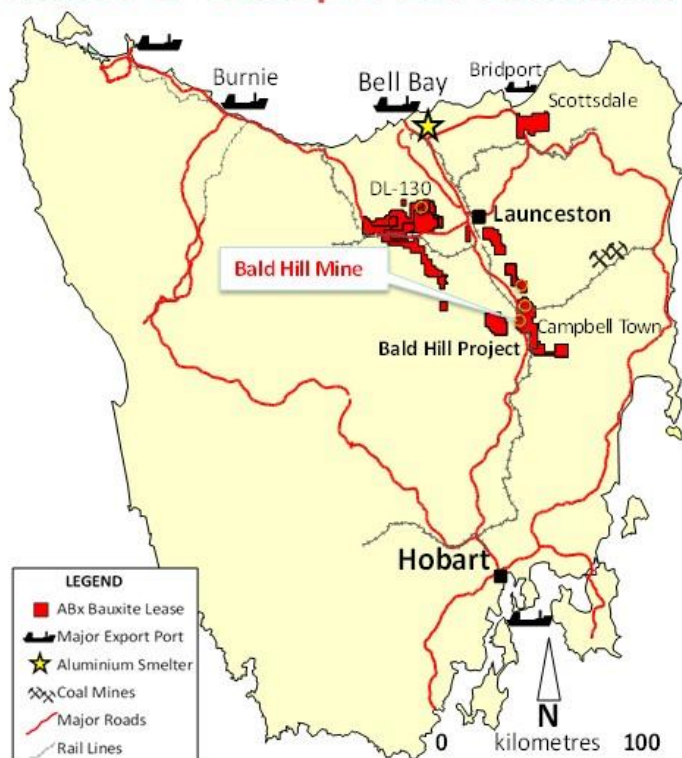 Burnie
Bell Bay
Bridport
Scottsdale
DL-130
Launceston
Bald Hill Mine
Campbell Town
Bald Hill Project
Hobart
LEGEND
ABx Bauxite Lease
Major Export Port
Aluminium Smelter
Coal Mines
Major Roads
Rail Lines
N
0 kilometres 100